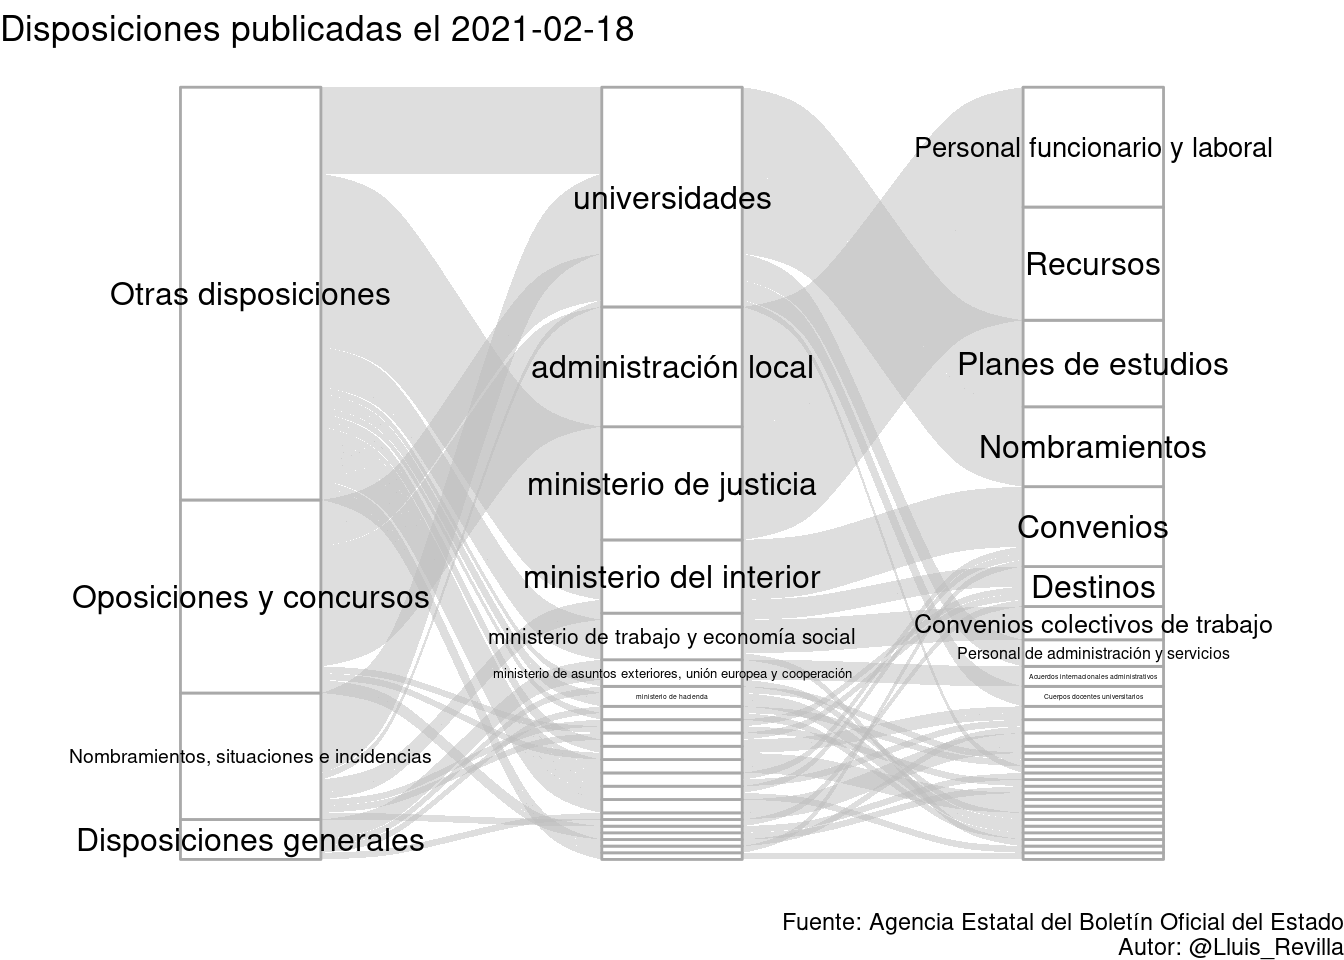 Disposiciones publicadas el 2021-02-18
Otras disposiciones
Oposiciones y concursos
Nombramientos, situaciones e incidencias
Disposiciones generales
universidades
administración local
ministerio de justicia
ministerio del interior
ministerio de trabajo y economía social
ministerio de asuntos exteriores, unión europea y cooperación
ministerio de hacienda
Personal funcionario y laboral
Recursos
Planes de estudios
Nombramientos
Convenios
Destinos
Convenios colectivos de trabajo
Personal de administración y servicios
Acuerdos internacionales administrativos
Cuerpos docentes universitarios
Fuente: Agencia Estatal del Boletín Oficial del Estado
Autor: @Lluis_Revilla